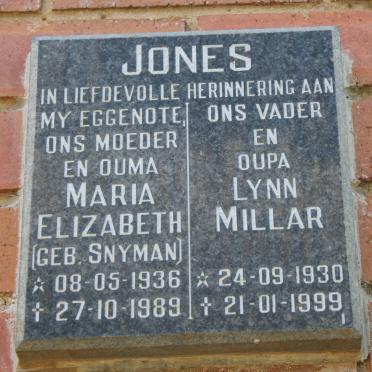 JONES
IN LIEFDEVOLLE HERINNERING AAN
MY EGGENOTE,
ONS MOEDER
EN OUMA
MARIA
ELIZABETH
(GEB. SNYMAN)
☆ 08-05-1936
✝ 27-10-1989
ONS VADER
EN
OUPA
LYNN
MILLAR
☆ 24-09-1930
✝ 21-01-1999